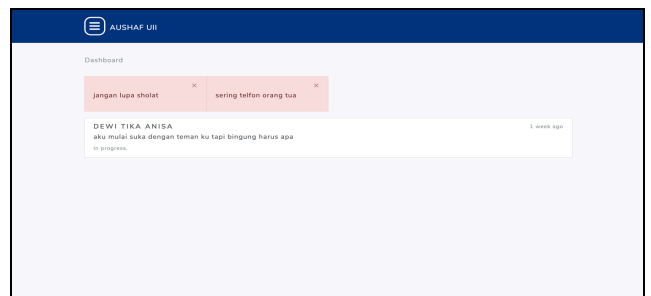 AUSHAF UII
Dashboard
× ×
jangan lupa sholat sering telfon orang tua
DEWI TIKA ANISA 1 week ago
aku mulai suka dengan teman ku tapi bingung harus apa
In progress.